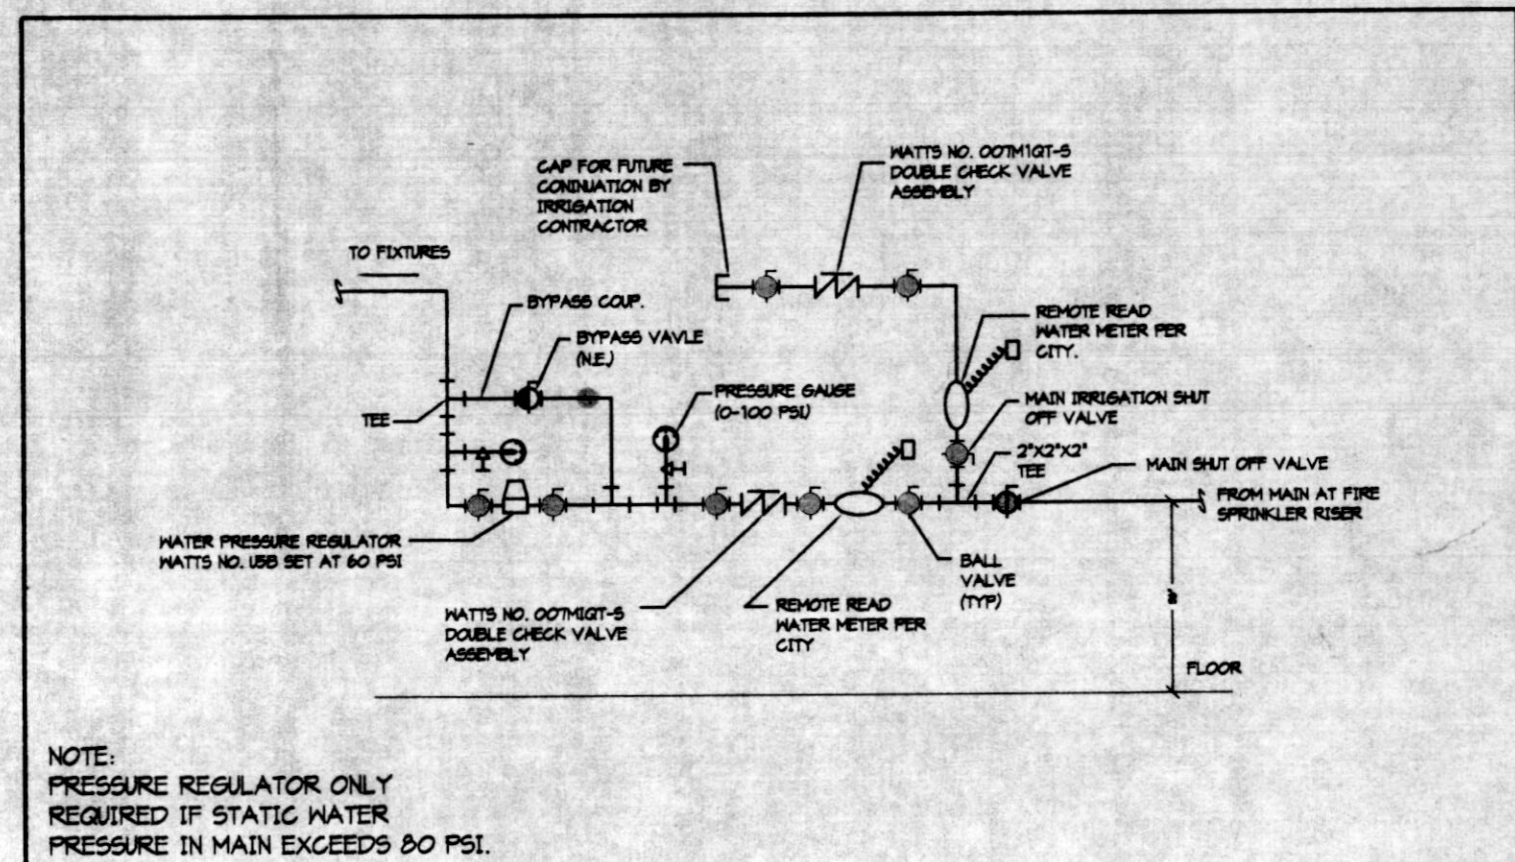 CAP FOR FUTURE
CONINUATION BY
IRRIGATION
CONTRACTOR
WATTS NO. 007M1QT-S
DOUBLE CHECK VALVE
ASSEMBLY
TO FIXTURES
BYPASS COUP.
BYPASS VAVLE
(N.E.)
REMOTE READ
WATER METER PER
CITY.
TEE
PRESSURE GAUGE
(0-100 PSI)
MAIN IRRIGATION SHUT
OFF VALVE
2"X2"X2"
TEE
MAIN SHUT OFF VALVE
FROM MAIN AT FIRE
SPRINKLER RISER
WATER PRESSURE REGULATOR
WATTS NO. U5B SET AT 60 PSI
BALL
VALVE
(TYP)
WATTS NO. 007M1QT-S
DOUBLE CHECK VALVE
ASSEMBLY
REMOTE READ
WATER METER PER
CITY
FLOOR
NOTE:
PRESSURE REGULATOR ONLY
REQUIRED IF STATIC WATER
PRESSURE IN MAIN EXCEEDS 80 PSI.